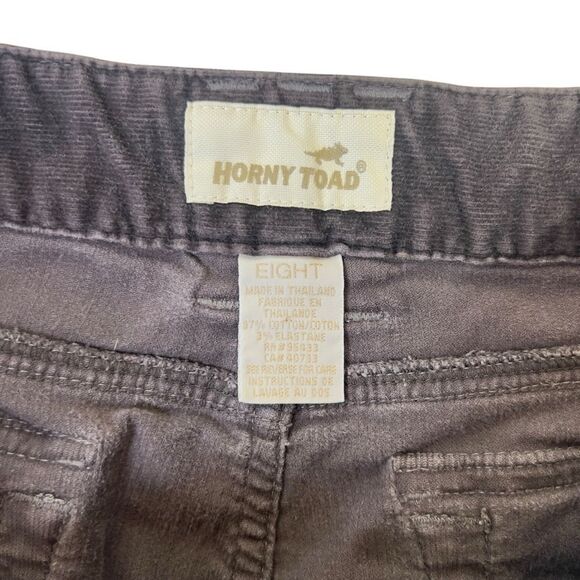 HORNY TOAD®
EIGHT
MADE IN THAILAND
FABRIQUE EN
THAILANDE
97% COTTON/COTON
3% ELASTANE
RN#95433
CA#40733
SEE REVERSE FOR CARE
INSTRUCTIONS DE
LAVAGE AU DOS